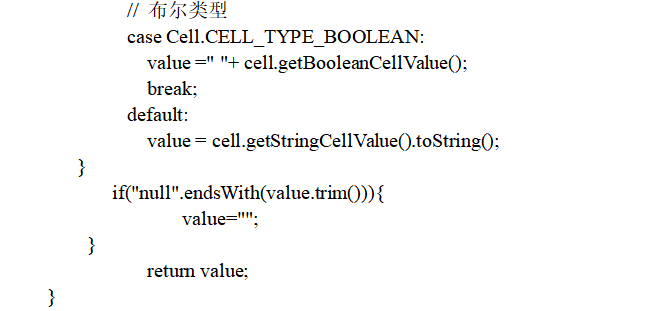 // 布尔类型
case Cell.CELL_TYPE_BOOLEAN:
value =" "+ cell.getBooleanCellValue();
break;
default:
value = cell.getStringCellValue().toString();
}
if("null".endsWith(value.trim())){
value="";
}
return value;
}